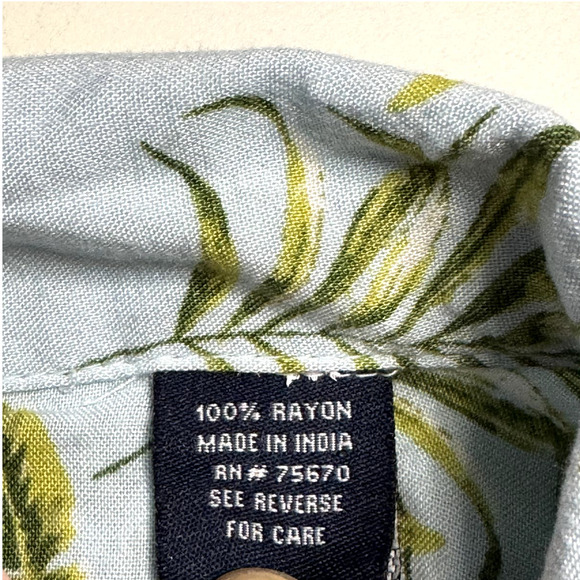 100% RAYON
MADE IN INDIA
RN# 75670
SEE REVERSE
FOR CARE